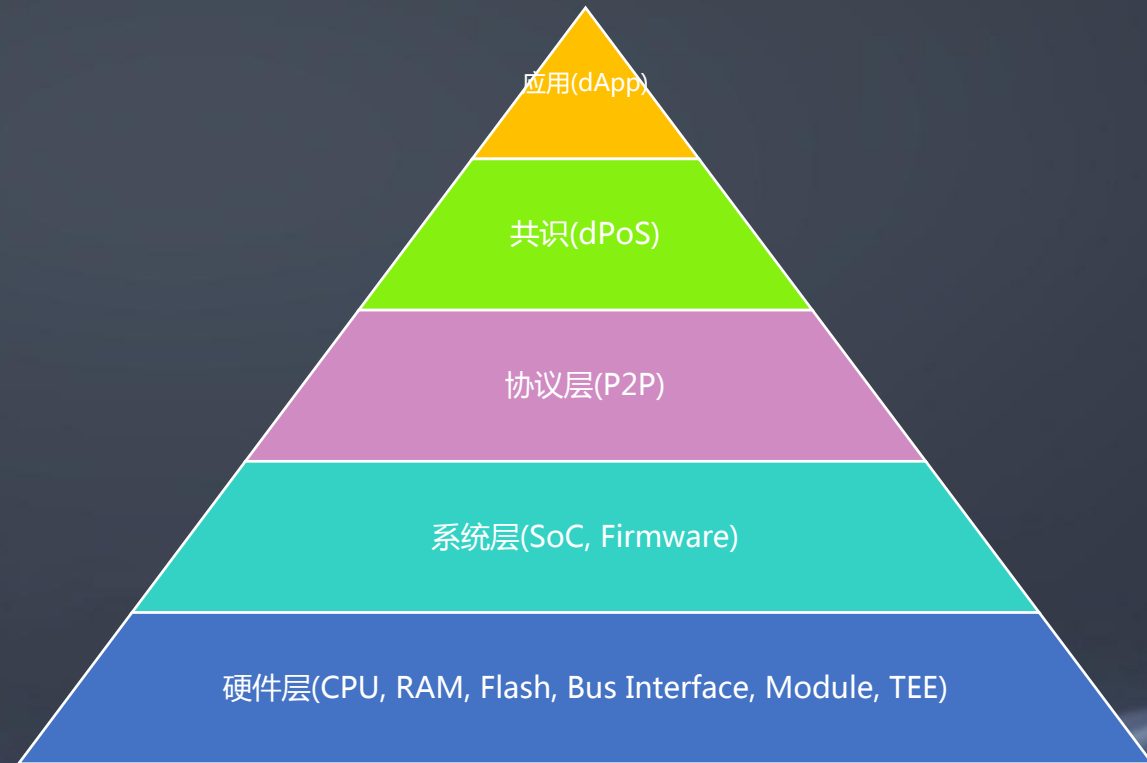 应用(dApp)
共识(dPoS)
协议层(P2P)
系统层(SoC, Firmware)
硬件层(CPU, RAM, Flash, Bus Interface, Module, TEE)